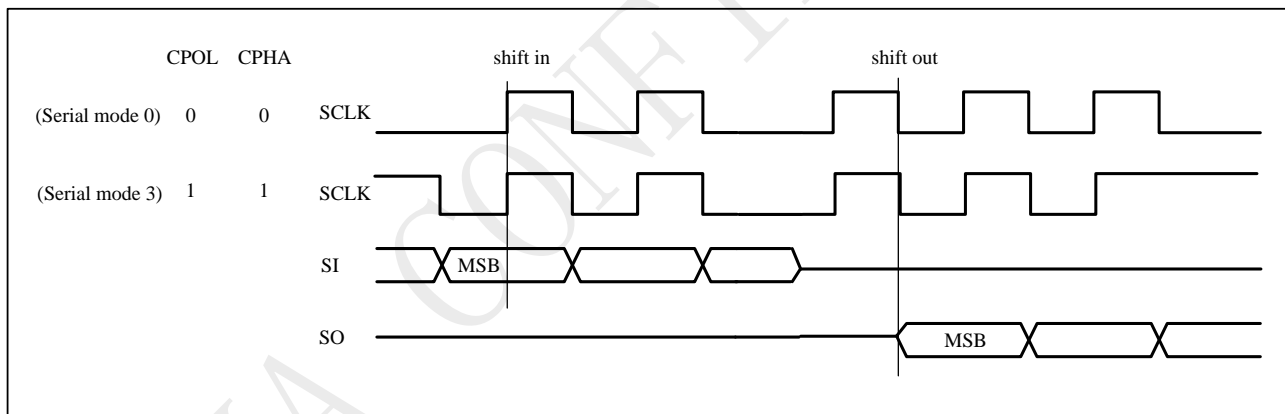 CPOL CPHA shift in shift out
(Serial mode 0) 0 0 SCLK
(Serial mode 3) 1 1 SCLK
SI MSB
SO MSB